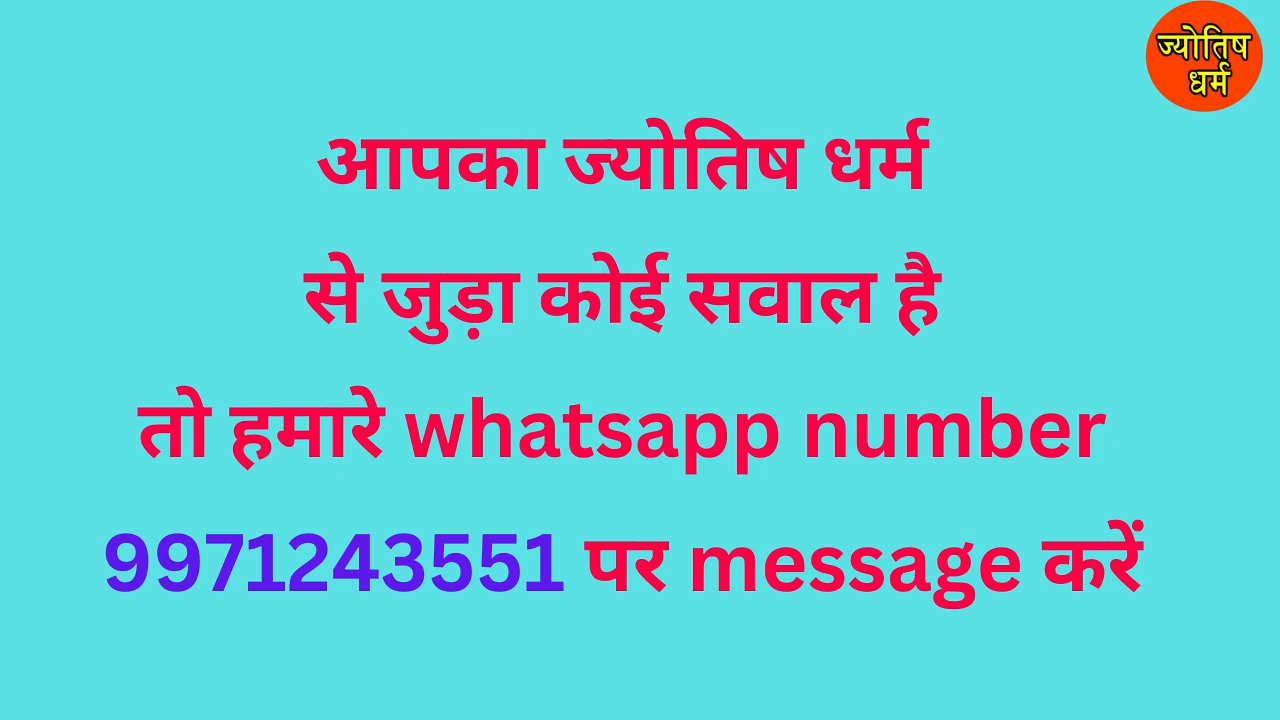 ज्योतिष
धर्म
आपका ज्योतिष धर्म
से जुड़ा कोई सवाल है
तो हमारे whatsapp number
9971243551 पर message करें